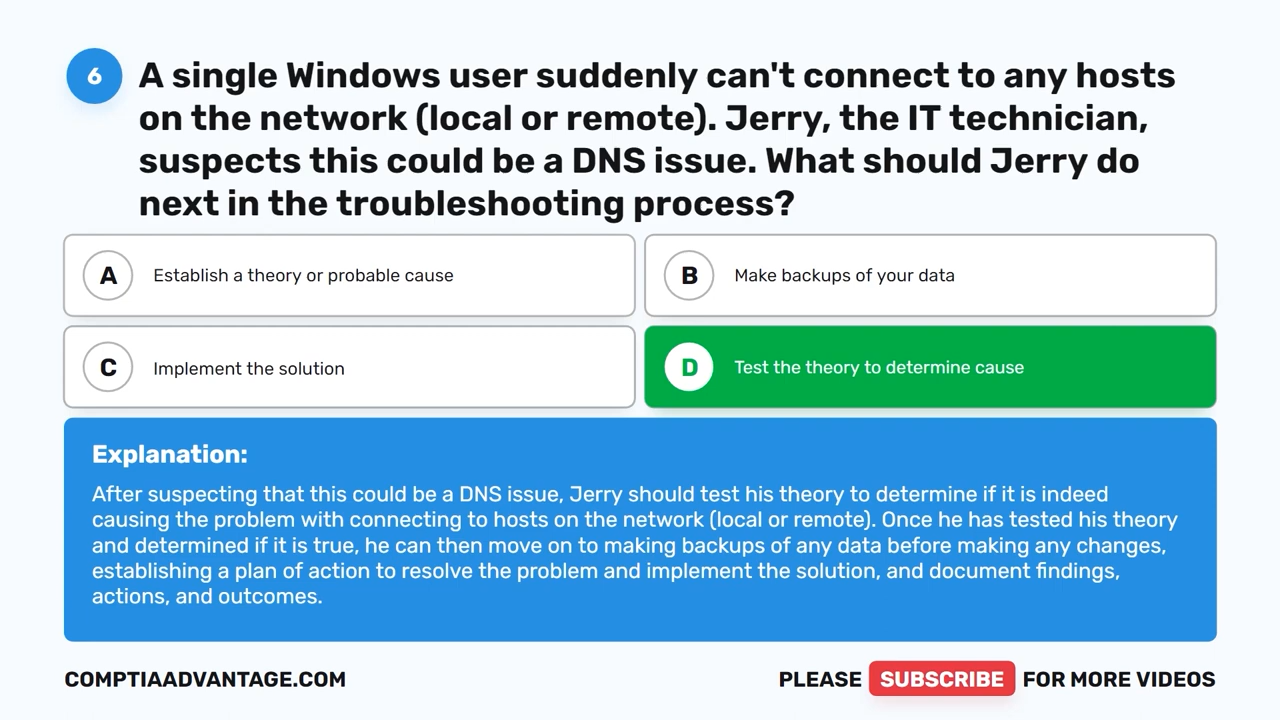 6
A single Windows user suddenly can't connect to any hosts
on the network (local or remote). Jerry, the IT technician,
suspects this could be a DNS issue. What should Jerry do
next in the troubleshooting process?
A Establish a theory or probable cause
B Make backups of your data
C Implement the solution
D Test the theory to determine cause
Explanation:
After suspecting that this could be a DNS issue, Jerry should test his theory to determine if it is indeed
causing the problem with connecting to hosts on the network (local or remote). Once he has tested his theory
and determined if it is true, he can then move on to making backups of any data before making any changes,
establishing a plan of action to resolve the problem and implement the solution, and document findings,
actions, and outcomes.
COMPTIAADVANTAGE.COM
PLEASE SUBSCRIBE FOR MORE VIDEOS